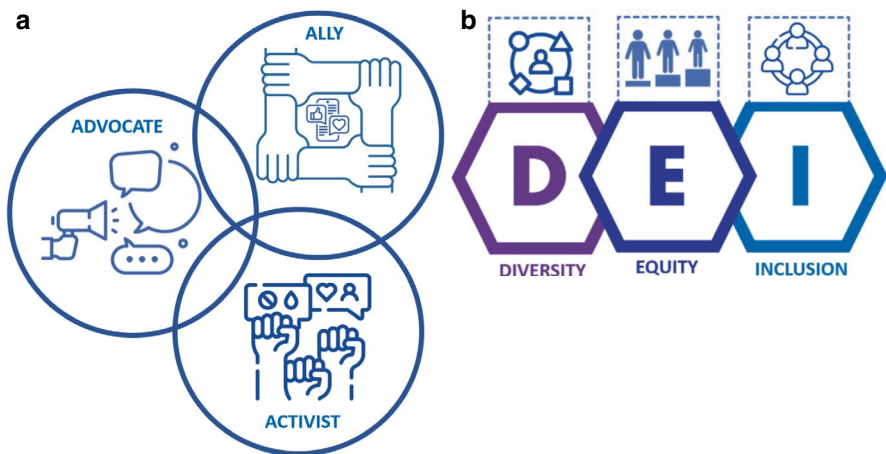 a
ALLY
ADVOCATE
ACTIVIST
b
D E I
DIVERSITY EQUITY INCLUSION